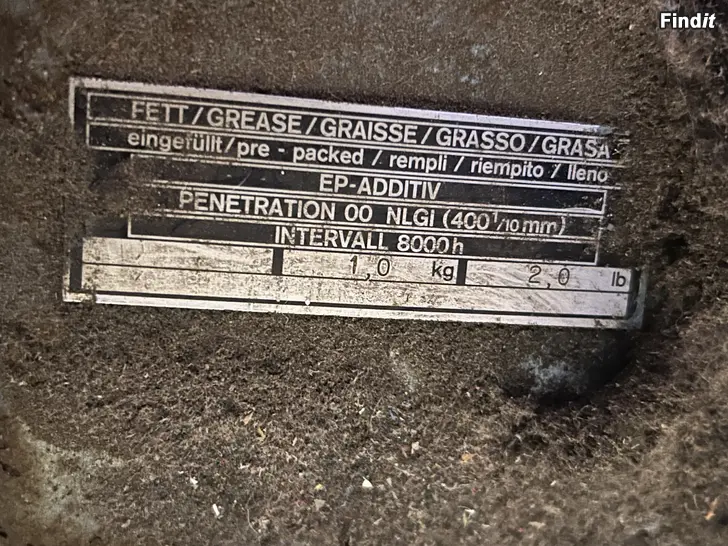 Findit
FETT/GREASE/GRAISSE/GRASSO/GRASA
eingefüllt/pre - packed / rempli / riempito / lleno
EP-ADDITIV
PENETRATION 00 NLGI (400 1/10 mm)
INTERVALL 8000 h
1,0 kg 2,0 lb